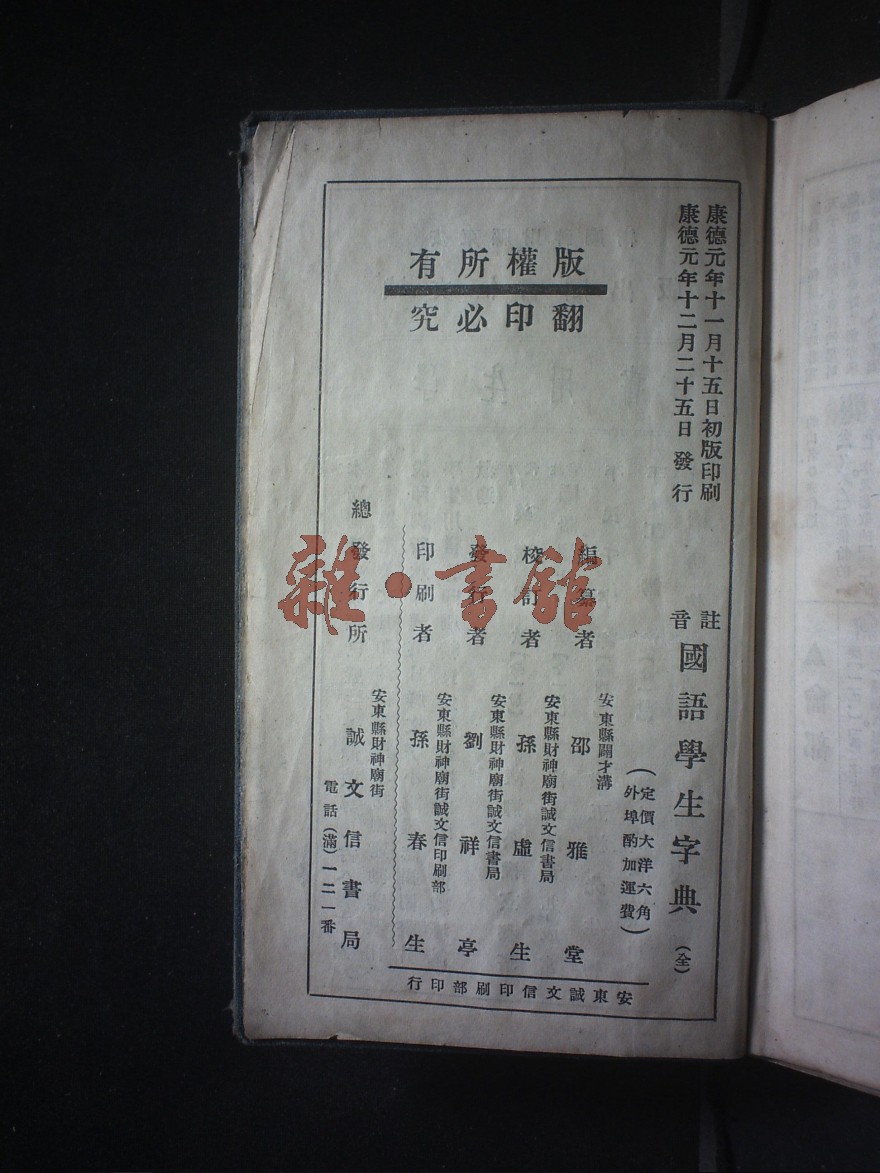 康德元年十一月十五日初版印刷
康德元年十二月二十五日發行
註音國語學生字典（全）
（定價大洋六角
外埠酌加運費）
版權所有
翻印必究
安東縣關才溝
編纂者 邵雅堂
安東縣財神廟街誠文信書局
校訂者 孫虛生
安東縣財神廟街誠文信書局
發行者 劉祥亭
安東縣財神廟街誠文信印刷部
印刷者 孫春生
安東縣財神廟街
總發行所 誠文信書局
電話（滿）一二一番
安東誠文信印刷部印行
雜·書館